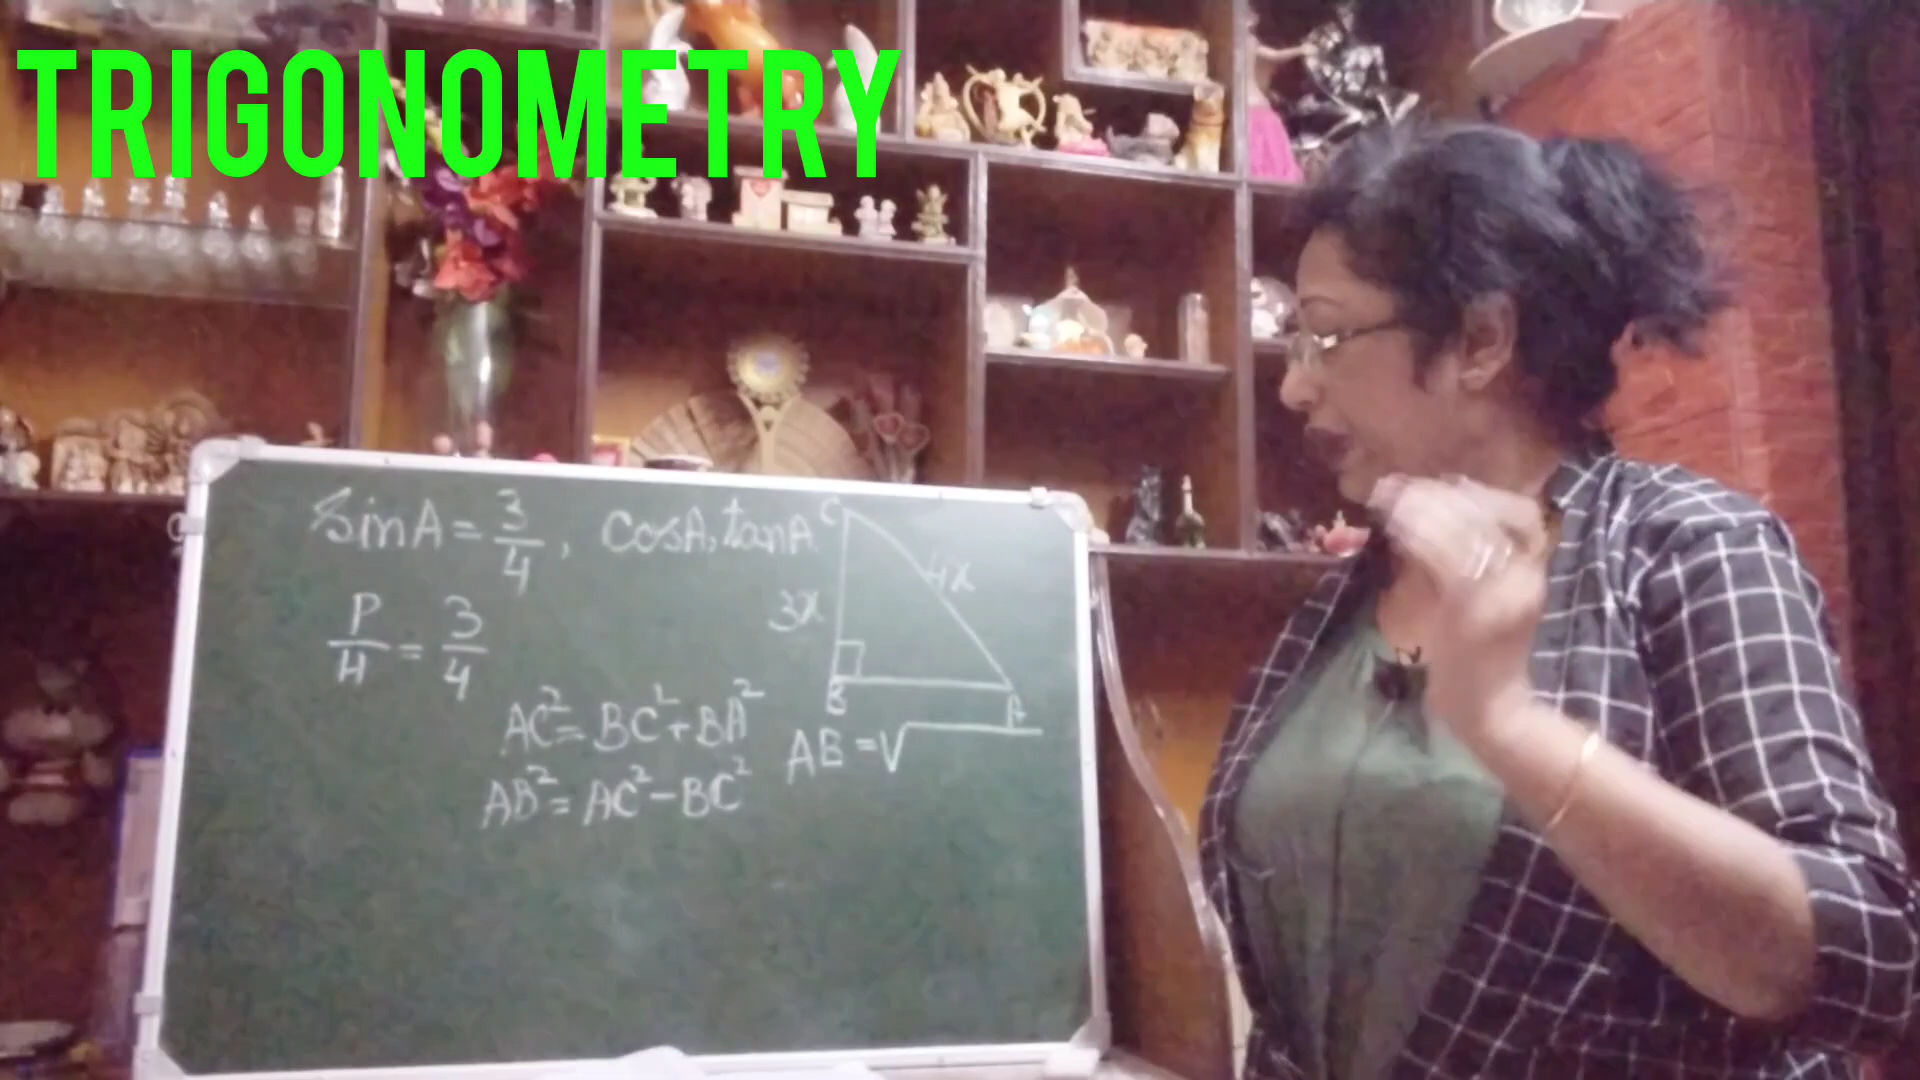 TRIGONOMETRY
sinA = 3/4, cosA, tanA
P/H = 3/4
C
4x
3x
B
A
AC² = BC² + BA²
AB² = AC² - BC²
AB = √